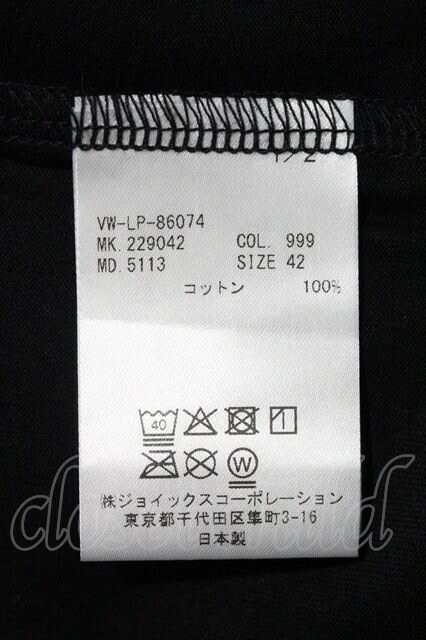 1/2
VW-LP-86074
MK. 229042 COL. 999
MD. 5113 SIZE 42
コットン 100%
40
W
㈱ジョイックスコーポレーション
東京都千代田区隼町3-16
日本製
closet child